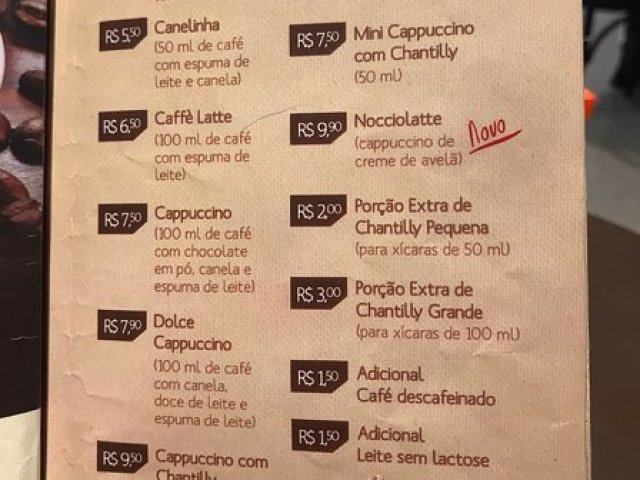 R$ 5,50 Canelinha
(50 ml de café
com espuma de
leite e canela)
R$ 6,50 Caffè Latte
(100 ml de café
com espuma de
leite)
R$ 7,50 Cappuccino
(100 ml de café
com chocolate
em pó, canela e
espuma de leite)
R$ 7,90 Dolce
Cappuccino
(100 ml de café
com canela,
doce de leite e
espuma de leite)
R$ 9,50 Cappuccino com
Chantilly
R$ 7,50 Mini Cappuccino
com Chantilly
(50 ml)
R$ 9,90 Nocciolatte
(cappuccino de
creme de avelã)
Novo
R$ 2,00 Porção Extra de
Chantilly Pequena
(para xícaras de 50 ml)
R$ 3,00 Porção Extra de
Chantilly Grande
(para xícaras de 100 ml)
R$ 1,50 Adicional
Café descafeinado
R$ 1,50 Adicional
Leite sem lactose